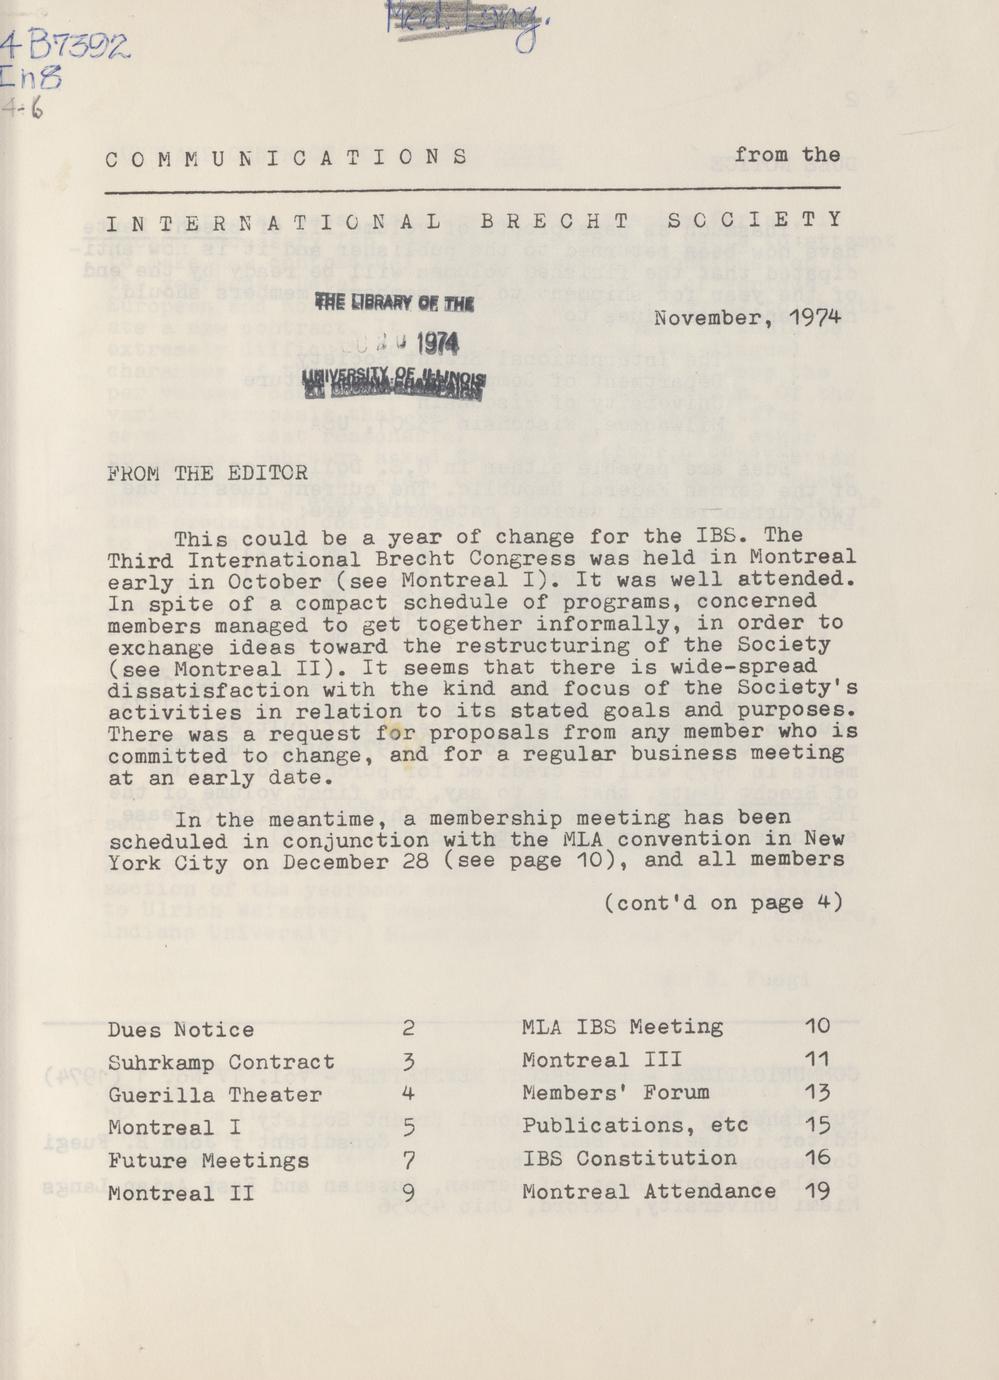 Mod. Lang.
4B7392
In8
4-6
COMMUNICATIONS from the
INTERNATIONAL BRECHT SOCIETY
THE LIBRARY OF THE
1974
UNIVERSITY OF ILLINOIS
AT URBANA-CHAMPAIGN
November, 1974
FROM THE EDITOR
This could be a year of change for the IBS. The
Third International Brecht Congress was held in Montreal
early in October (see Montreal I). It was well attended.
In spite of a compact schedule of programs, concerned
members managed to get together informally, in order to
exchange ideas toward the restructuring of the Society
(see Montreal II). It seems that there is wide-spread
dissatisfaction with the kind and focus of the Society's
activities in relation to its stated goals and purposes.
There was a request for proposals from any member who is
committed to change, and for a regular business meeting
at an early date.
In the meantime, a membership meeting has been
scheduled in conjunction with the MLA convention in New
York City on December 28 (see page 10), and all members
(cont'd on page 4)
Dues Notice 2
Suhrkamp Contract 3
Guerilla Theater 4
Montreal I 5
Future Meetings 7
Montreal II 9
MLA IBS Meeting 10
Montreal III 11
Members' Forum 13
Publications, etc 15
IBS Constitution 16
Montreal Attendance 19